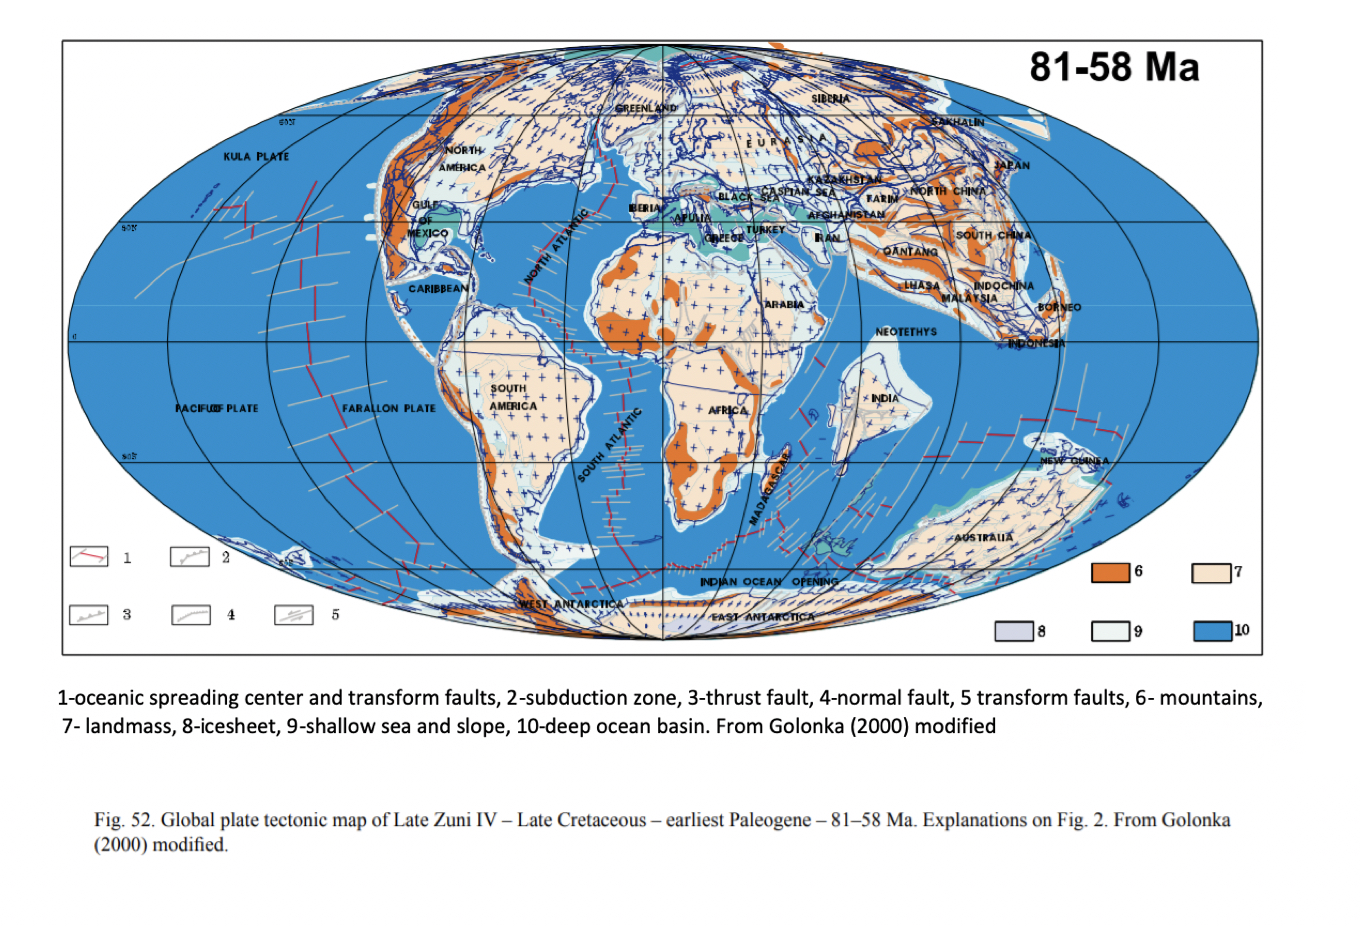 81-58 Ma
GREENLAND
SIBERIA
SAKHALIN
60°N
EURASIA
KULA PLATE
NORTH
AMERICA
JAPAN
KAZAKHSTAN
CASPIAN SEA
NORTH CHINA
BLACK SEA
TARIM
GULF
OF
MEXICO
IBERIA
APULIA
AFGHANISTAN
30°N
TURKEY
GREECE
IRAN
SOUTH CHINA
NORTH ATLANTIC
QANTANG
CARIBBEAN
LHASA
INDOCHINA
MALAYSIA
ARABIA
BORNEO
NEOTETHYS
0
INDONESIA
SOUTH
AMERICA
INDIA
PACIFIC PLATE
FARALLON PLATE
AFRICA
SOUTH ATLANTIC
30°S
NEW GUINEA
MADAGASCAR
AUSTRALIA
1
2
60°S
6
7
INDIAN OCEAN OPENING
WEST ANTARCTICA
EAST ANTARCTICA
3
4
5
8
9
10
1-oceanic spreading center and transform faults, 2-subduction zone, 3-thrust fault, 4-normal fault, 5 transform faults, 6- mountains,
7- landmass, 8-icesheet, 9-shallow sea and slope, 10-deep ocean basin. From Golonka (2000) modified
Fig. 52. Global plate tectonic map of Late Zuni IV – Late Cretaceous – earliest Paleogene – 81–58 Ma. Explanations on Fig. 2. From Golonka
(2000) modified.